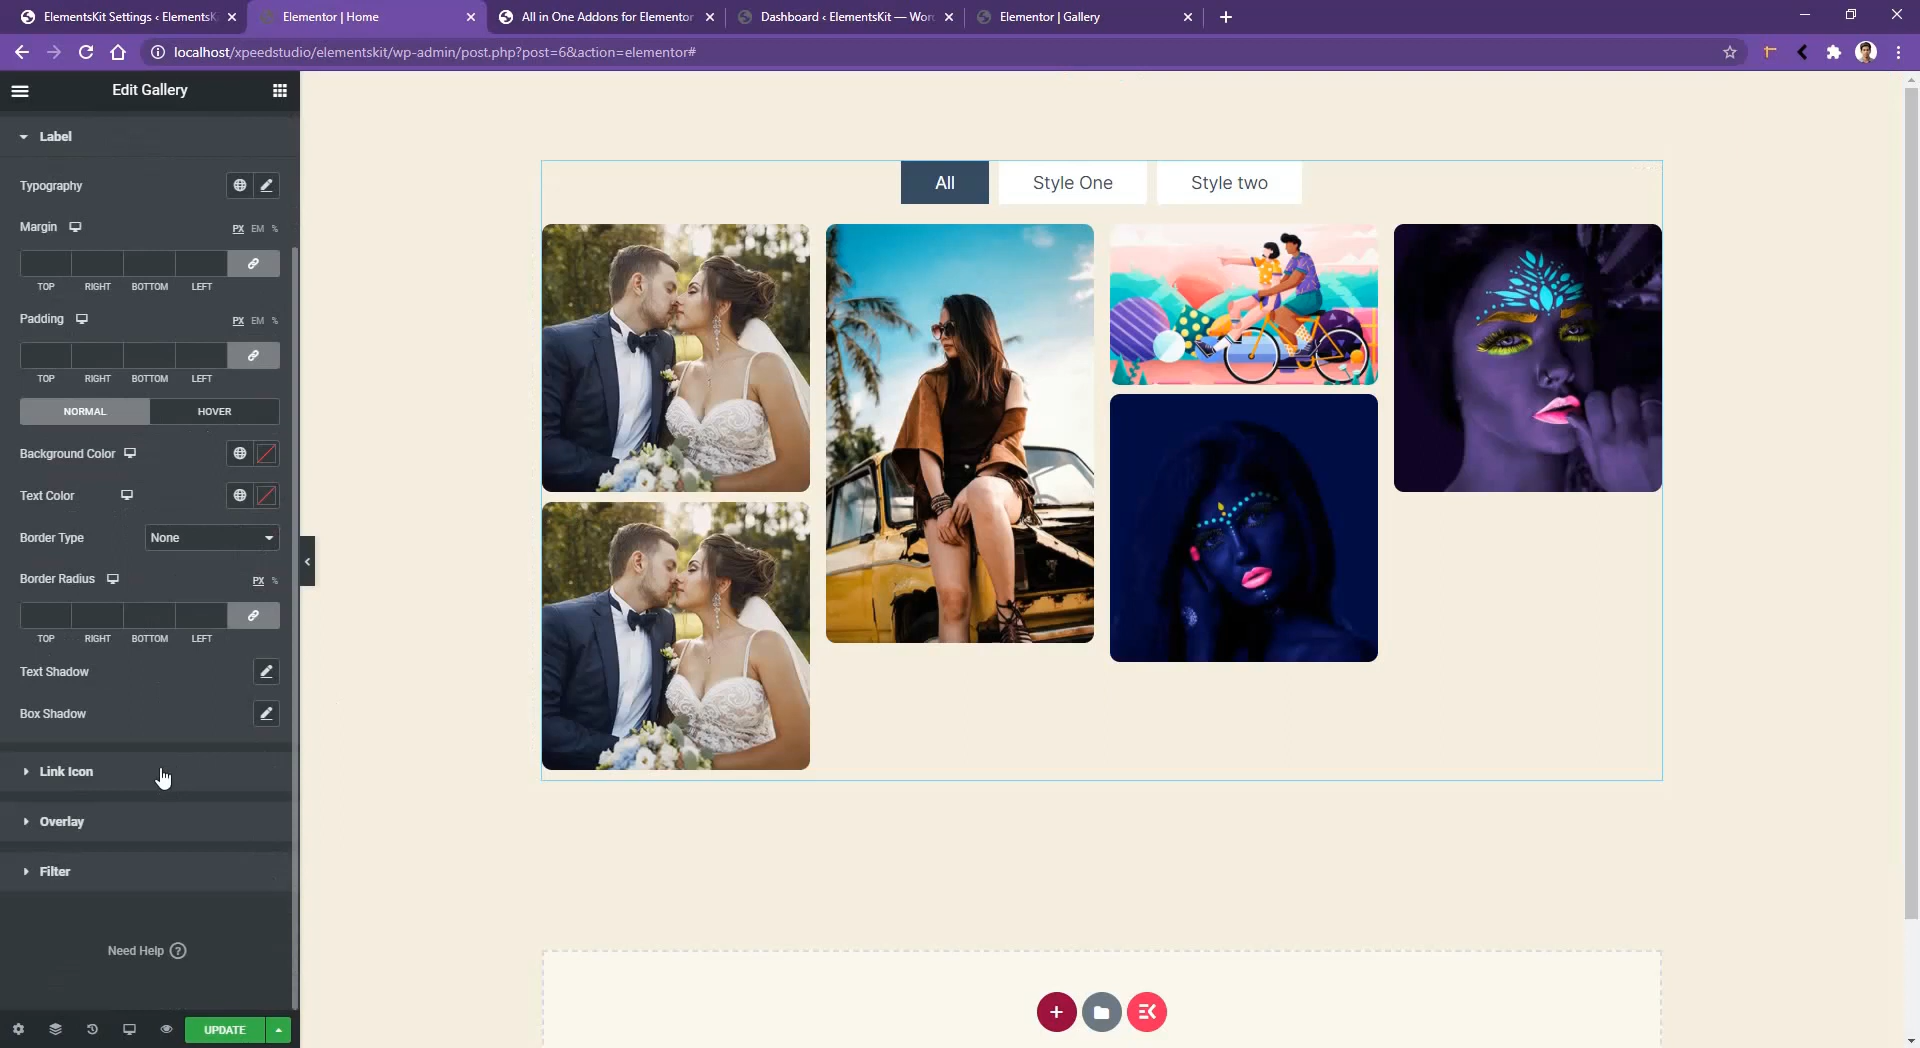 ElementsKit Settings ‹ ElementsK
Elementor | Home
All in One Addons for Elementor
Dashboard ‹ ElementsKit — Wor
Elementor | Gallery
localhost/xpeedstudio/elementskit/wp-admin/post.php?post=6&action=elementor#
Edit Gallery
Label
Typography
Margin PX EM %
TOP RIGHT BOTTOM LEFT
Padding PX EM %
TOP RIGHT BOTTOM LEFT
NORMAL HOVER
Background Color
Text Color
Border Type None
Border Radius PX %
TOP RIGHT BOTTOM LEFT
Text Shadow
Box Shadow
Link Icon
Overlay
Filter
Need Help ?
UPDATE
All Style One Style two